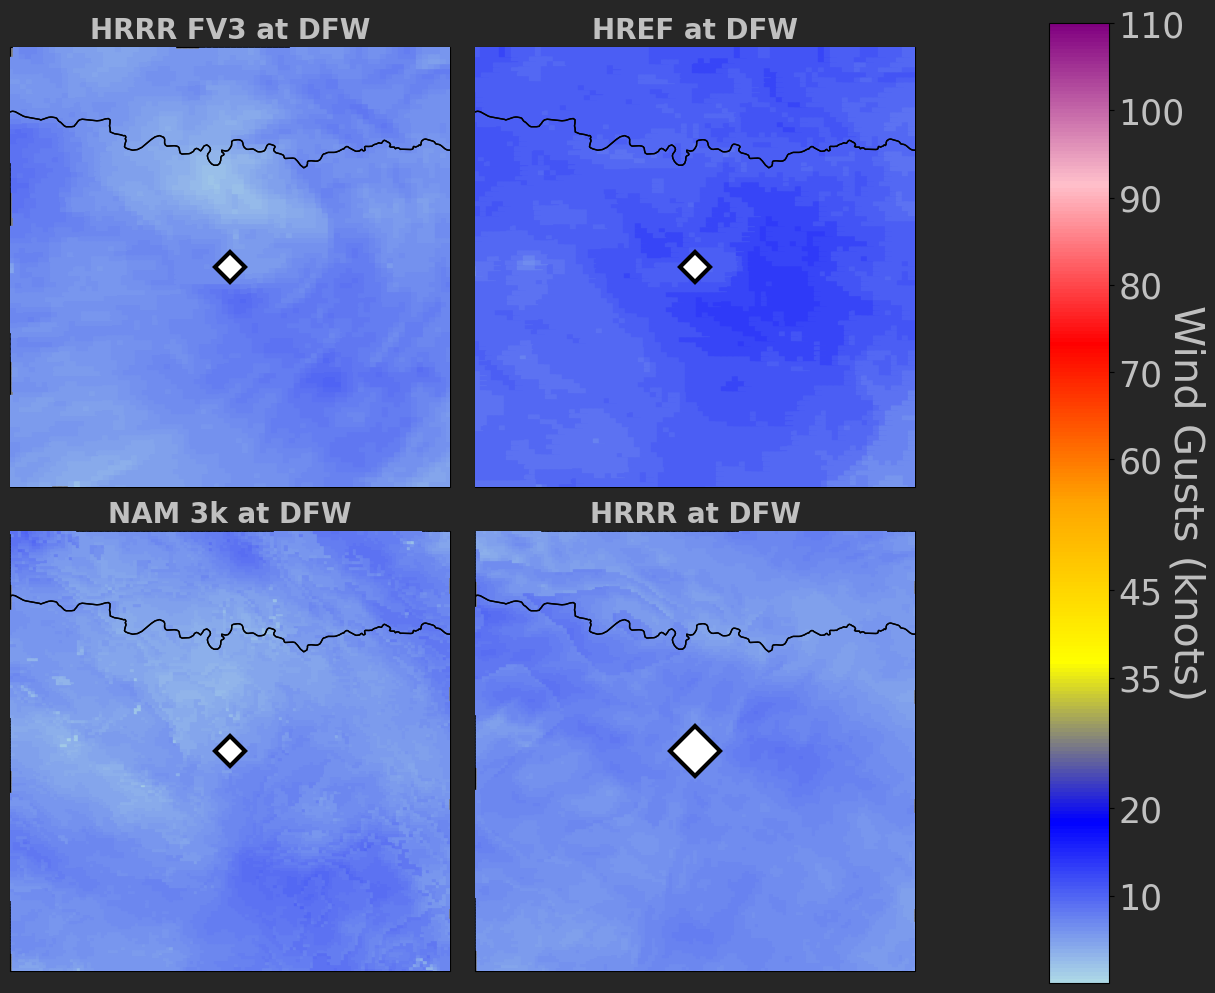 HRRR FV3 at DFW
HREF at DFW
NAM 3k at DFW
HRRR at DFW
110
100
90
80
70
60
45
35
20
10
Wind Gusts (knots)